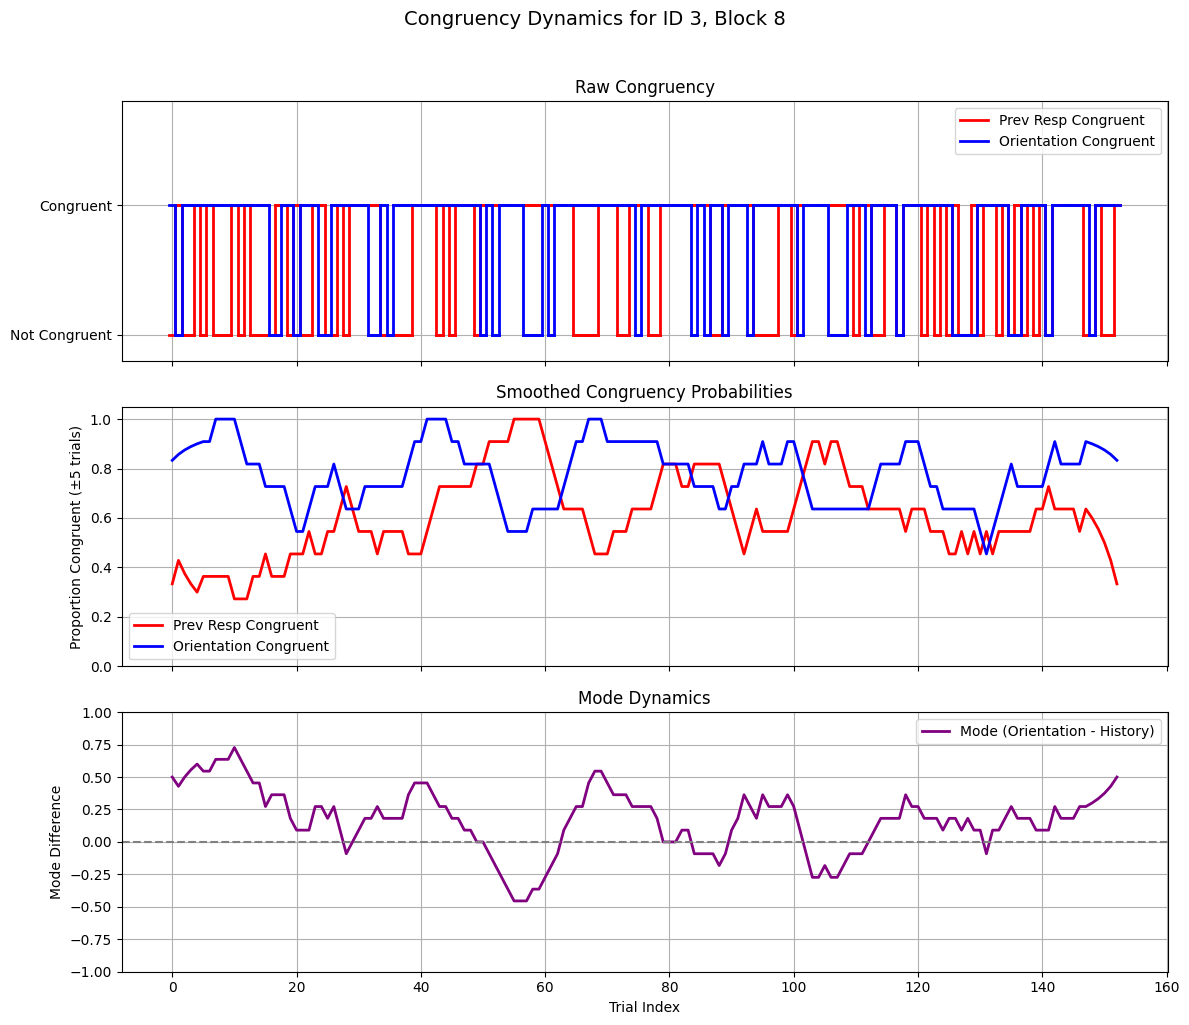 Congruency Dynamics for ID 3, Block 8
Raw Congruency
Prev Resp Congruent
Orientation Congruent
Congruent
Not Congruent
Smoothed Congruency Probabilities
Proportion Congruent (±5 trials)
1.0
0.8
0.6
0.4
0.2
0.0
Prev Resp Congruent
Orientation Congruent
Mode Dynamics
Mode Difference
1.00
0.75
0.50
0.25
0.00
−0.25
−0.50
−0.75
−1.00
Mode (Orientation - History)
0 20 40 60 80 100 120 140 160
Trial Index